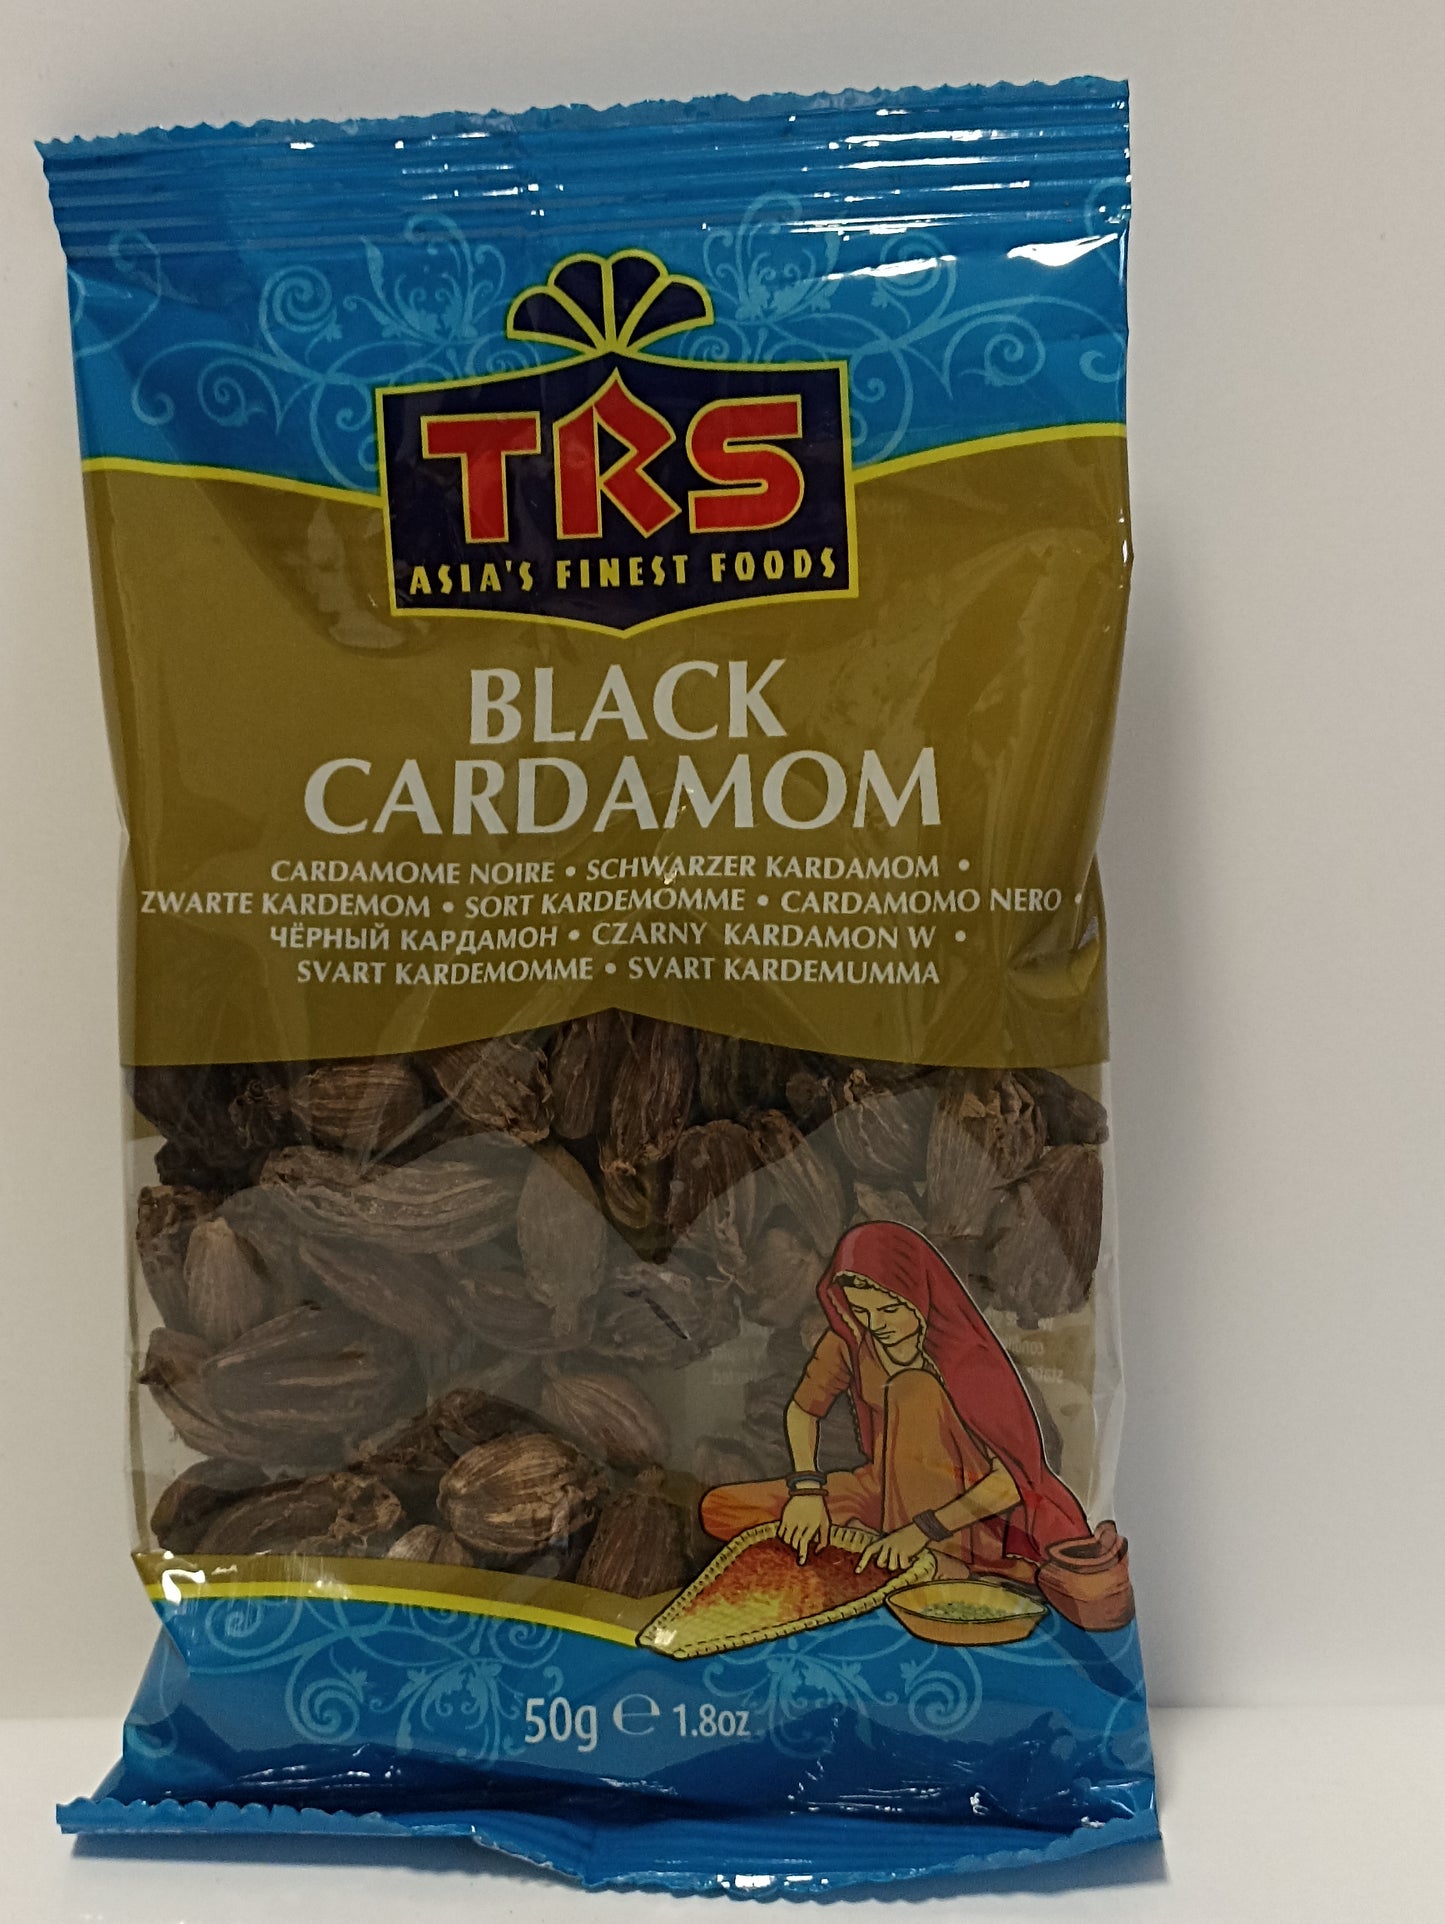 TRS
ASIA'S FINEST FOODS
BLACK
CARDAMOM
CARDAMOME NOIRE • SCHWARZER KARDAMOM •
ZWARTE KARDEMOM • SORT KARDEMOMME • CARDAMOMO NERO •
ЧЁРНЫЙ КАРДАМОН • CZARNY KARDAMON W •
SVART KARDEMOMME • SVART KARDEMUMMA
50g ℮ 1.8oz